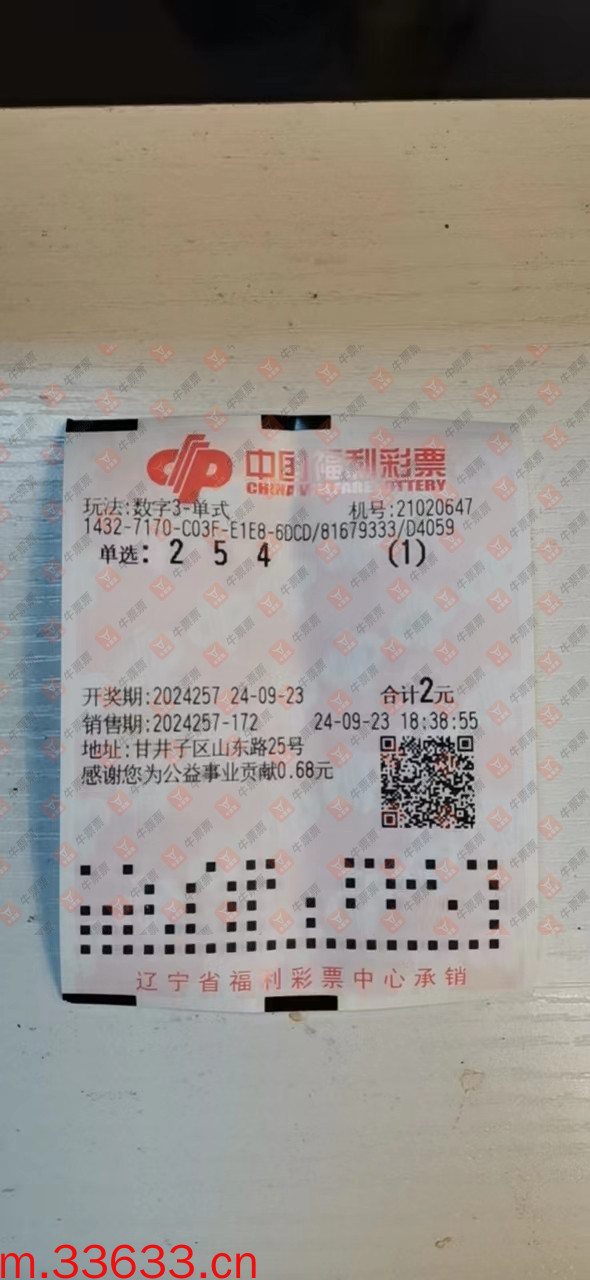 中国福利彩票
CHINA WELFARE LOTTERY
玩法:数字3-单式 机号:21020647
1432-7170-C03F-E1E8-6DCD/81679333/D4059
单选: 2 5 4 (1)
开奖期:2024257 24-09-23 合计2元
销售期:2024257-172 24-09-23 18:38:55
地址:甘井子区山东路25号
感谢您为公益事业贡献0.68元
辽宁省福利彩票中心承销
m.33633.cn